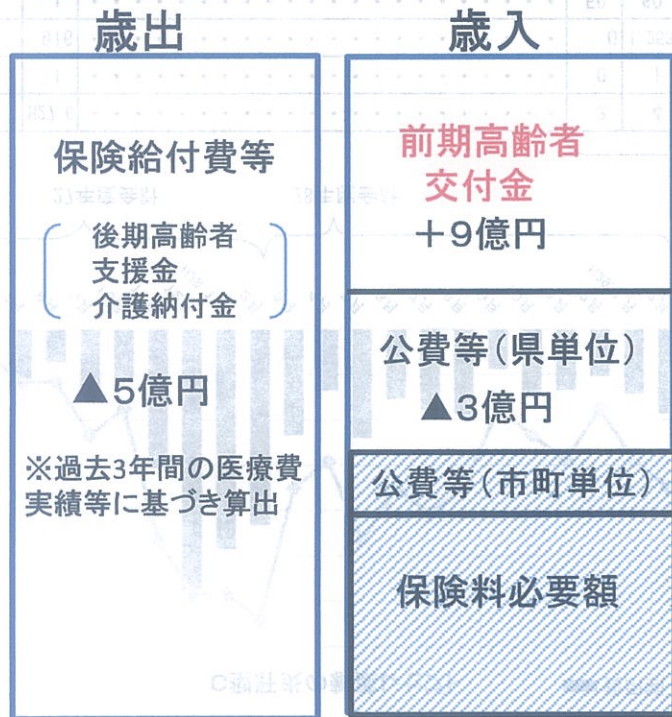 歳出
保険給付費等
後期高齢者
支援金
介護納付金
▲5億円
※過去3年間の医療費
実績等に基づき算出
歳入
前期高齢者
交付金
＋9億円
公費等(県単位)
▲3億円
公費等(市町単位)
保険料必要額